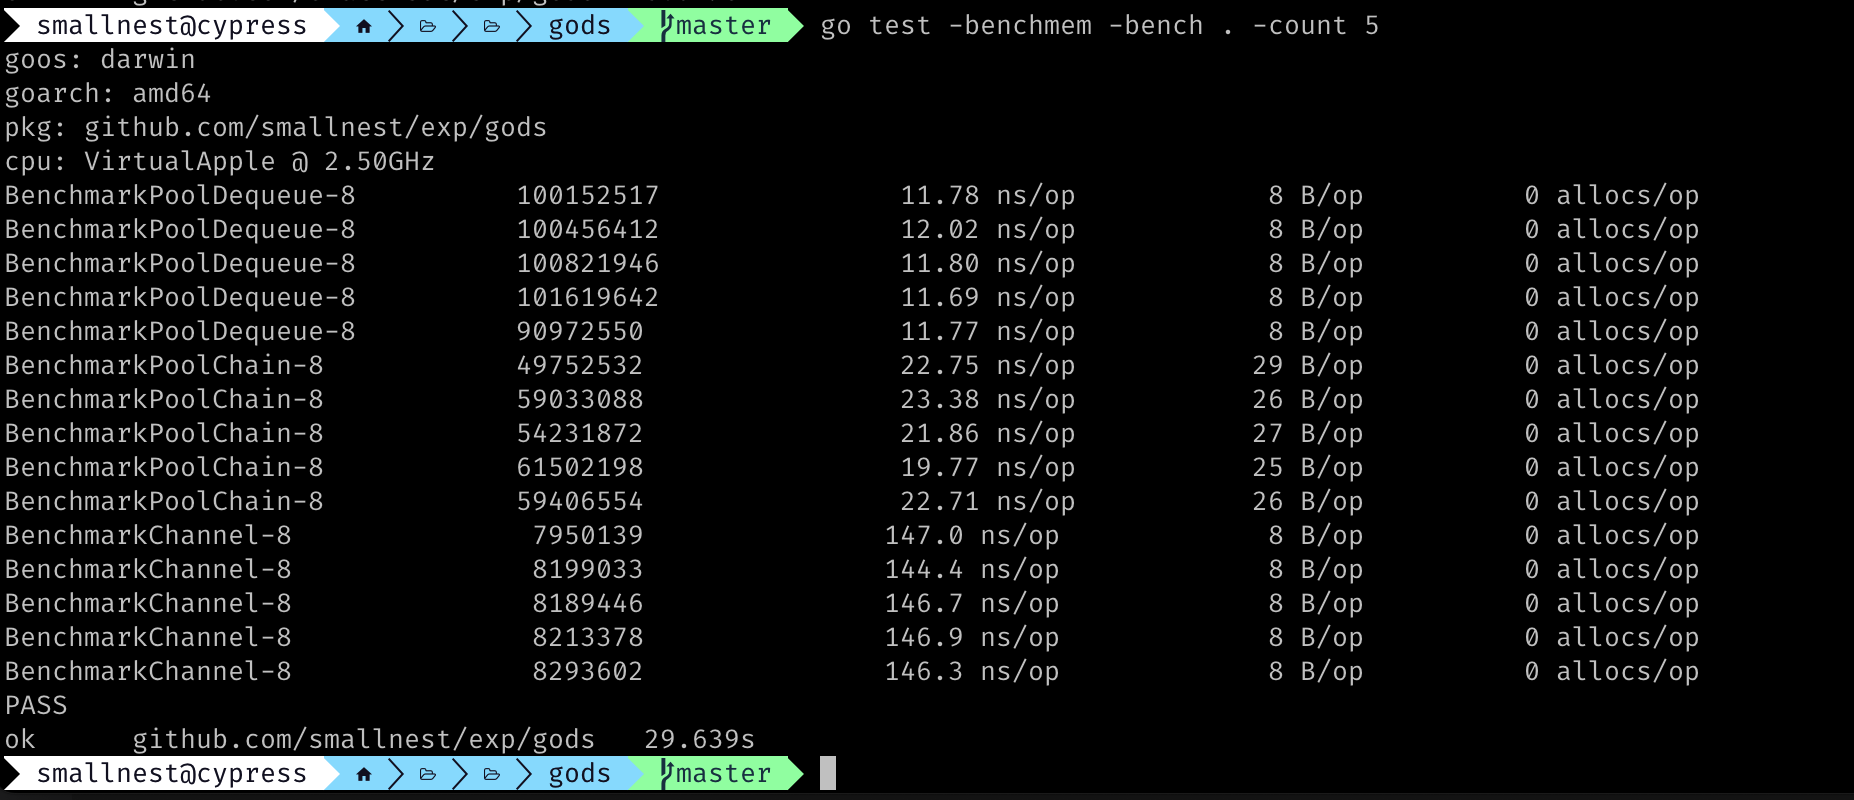 smallnest@cypress gods master go test -benchmem -bench . -count 5
goos: darwin
goarch: amd64
pkg: github.com/smallnest/exp/gods
cpu: VirtualApple @ 2.50GHz
BenchmarkPoolDequeue-8 100152517 11.78 ns/op 8 B/op 0 allocs/op
BenchmarkPoolDequeue-8 100456412 12.02 ns/op 8 B/op 0 allocs/op
BenchmarkPoolDequeue-8 100821946 11.80 ns/op 8 B/op 0 allocs/op
BenchmarkPoolDequeue-8 101619642 11.69 ns/op 8 B/op 0 allocs/op
BenchmarkPoolDequeue-8 90972550 11.77 ns/op 8 B/op 0 allocs/op
BenchmarkPoolChain-8 49752532 22.75 ns/op 29 B/op 0 allocs/op
BenchmarkPoolChain-8 59033088 23.38 ns/op 26 B/op 0 allocs/op
BenchmarkPoolChain-8 54231872 21.86 ns/op 27 B/op 0 allocs/op
BenchmarkPoolChain-8 61502198 19.77 ns/op 25 B/op 0 allocs/op
BenchmarkPoolChain-8 59406554 22.71 ns/op 26 B/op 0 allocs/op
BenchmarkChannel-8 7950139 147.0 ns/op 8 B/op 0 allocs/op
BenchmarkChannel-8 8199033 144.4 ns/op 8 B/op 0 allocs/op
BenchmarkChannel-8 8189446 146.7 ns/op 8 B/op 0 allocs/op
BenchmarkChannel-8 8213378 146.9 ns/op 8 B/op 0 allocs/op
BenchmarkChannel-8 8293602 146.3 ns/op 8 B/op 0 allocs/op
PASS
ok github.com/smallnest/exp/gods 29.639s
smallnest@cypress gods master